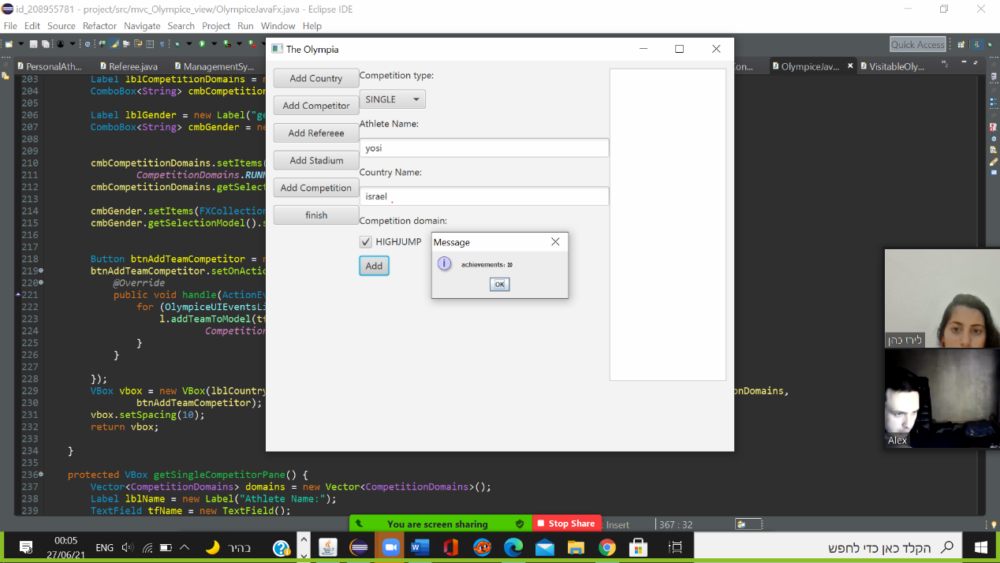 id_208955781 - project/src/mvc_Olympice_view/OlympiceJavaFx.java - Eclipse IDE
File Edit Source Refactor Navigate Search Project Run Window Help
Quick Access
PersonalAth... Referee.java ManagementSy... OlympiceJav... VisitableOly...
The Olympia
Add Country
Add Competitor
Add Refereee
Add Stadium
Add Competition
finish
Competition type:
SINGLE
Athlete Name:
yosi
Country Name:
israel
Competition domain:
HIGHJUMP
Add
Message
achievements: 20
OK
203 Label lblCompetitionDomains =
204 ComboBox<String> cmbCompetition
205
206 Label lblGender = new Label("ge
207 ComboBox<String> cmbGender =
208
209
210 cmbCompetitionDomains.setItems(
211 CompetitionDomains.RUNN
212 cmbCompetitionDomains.getSelect
213
214 cmbGender.setItems(FXCollection
215 cmbGender.getSelectionModel().s
216
217
218 Button btnAddTeamCompetitor =
219 btnAddTeamCompetitor.setOnActio
220 @Override
221 public void handle(ActionEv
222 for (OlympiceUIEventsLi
223 l.addTeamToModel(tf
224 Competition
225 }
226 }
227
228 });
229 VBox vbox = new VBox(lblCountry onDomains,
230 btnAddTeamCompetitor);
231 vbox.setSpacing(10);
232 return vbox;
233
234 }
235
236 protected VBox getSingleCompetitorPane() {
237 Vector<CompetitionDomains> domains = new Vector<CompetitionDomains>();
238 Label lblName = new Label("Athlete Name:");
239 TextField tfName = new TextField();
לירז כהן
Alex
You are screen sharing
Stop Share
Insert
367 : 32
00:05
27/06/21
ENG
בהיר
הקלד כאן כדי לחפש